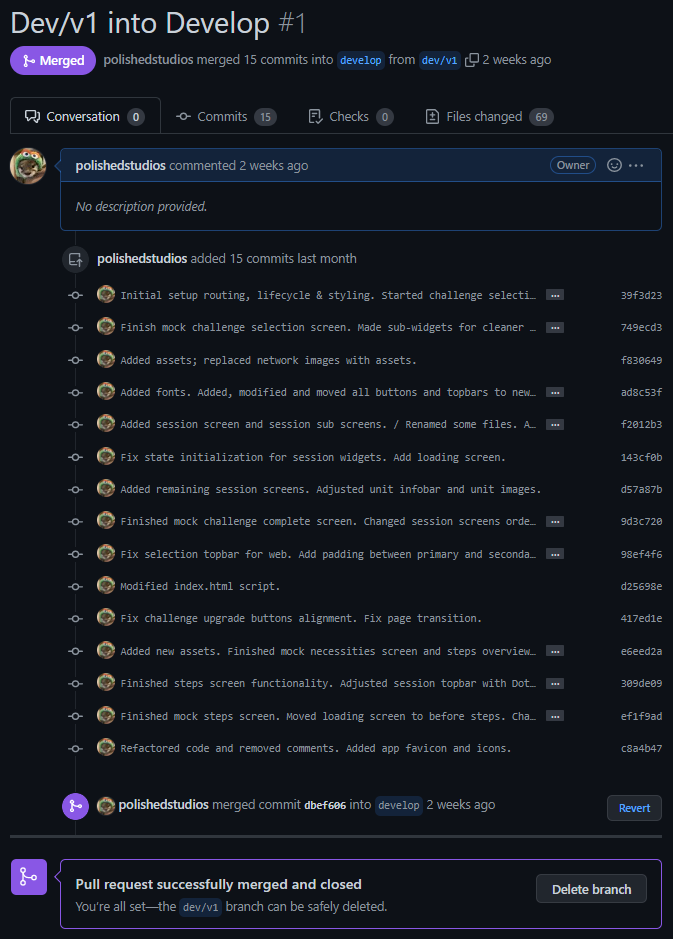 Dev/v1 into Develop #1
Merged polishedstudios merged 15 commits into develop from dev/v1 2 weeks ago
Conversation 0 Commits 15 Checks 0 Files changed 69
polishedstudios commented 2 weeks ago Owner ...
No description provided.
polishedstudios added 15 commits last month
Initial setup routing, lifecycle & styling. Started challenge selecti… ... 39f3d23
Finish mock challenge selection screen. Made sub-widgets for cleaner … ... 749ecd3
Added assets; replaced network images with assets. f830649
Added fonts. Added, modified and moved all buttons and topbars to new… ... ad8c53f
Added session screen and session sub screens. / Renamed some files. A… ... f2012b3
Fix state initialization for session widgets. Add loading screen. 143cf0b
Added remaining session screens. Adjusted unit infobar and unit images. d57a87b
Finished mock challenge complete screen. Changed session screens orde… ... 9d3c720
Fix selection topbar for web. Add padding between primary and seconda… ... 98ef4f6
Modified index.html script. d25698e
Fix challenge upgrade buttons alignment. Fix page transition. 417ed1e
Added new assets. Finished mock necessities screen and steps overview… ... e6eed2a
Finished steps screen functionality. Adjusted session topbar with Dot… ... 309de09
Finished mock steps screen. Moved loading screen to before steps. Cha… ... ef1f9ad
Refactored code and removed comments. Added app favicon and icons. c8a4b47
polishedstudios merged commit dbef606 into develop 2 weeks ago Revert
Pull request successfully merged and closed
You're all set—the dev/v1 branch can be safely deleted.
Delete branch